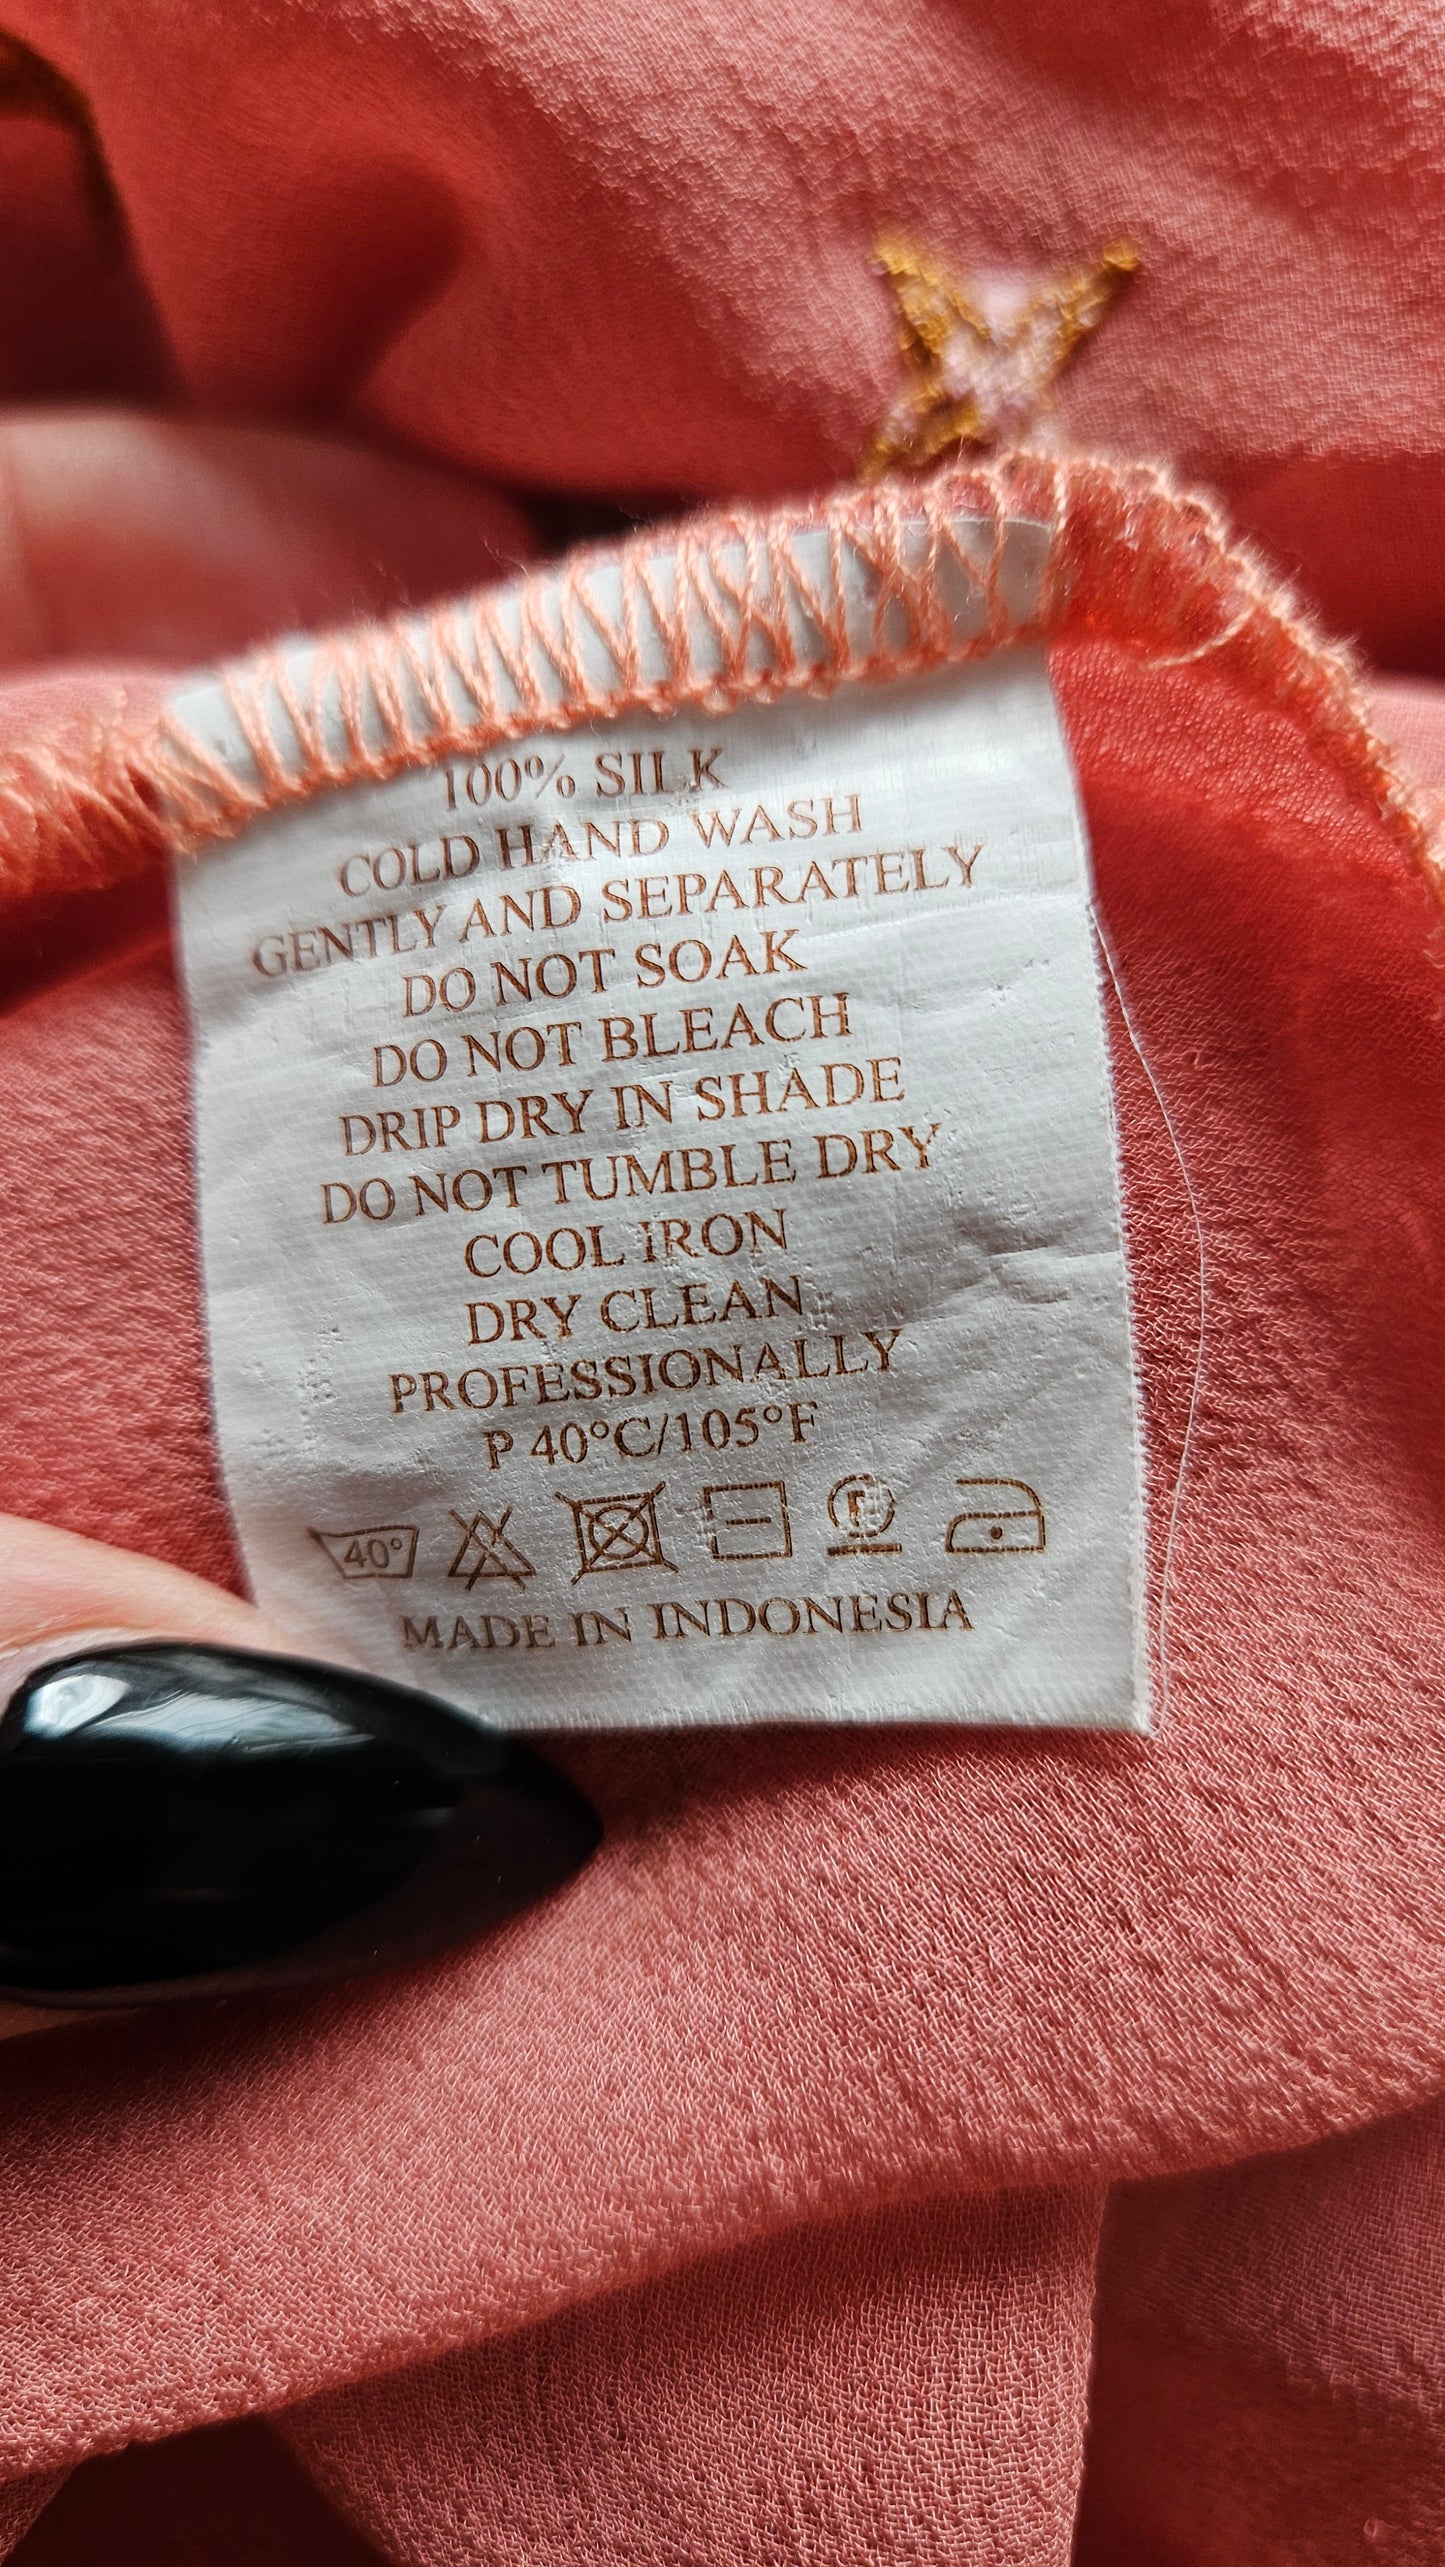 100% SILK
COLD HAND WASH
GENTLY AND SEPARATELY
DO NOT SOAK
DO NOT BLEACH
DRIP DRY IN SHADE
DO NOT TUMBLE DRY
COOL IRON
DRY CLEAN
PROFESSIONALLY
P 40°C/105°F
40° F
MADE IN INDONESIA